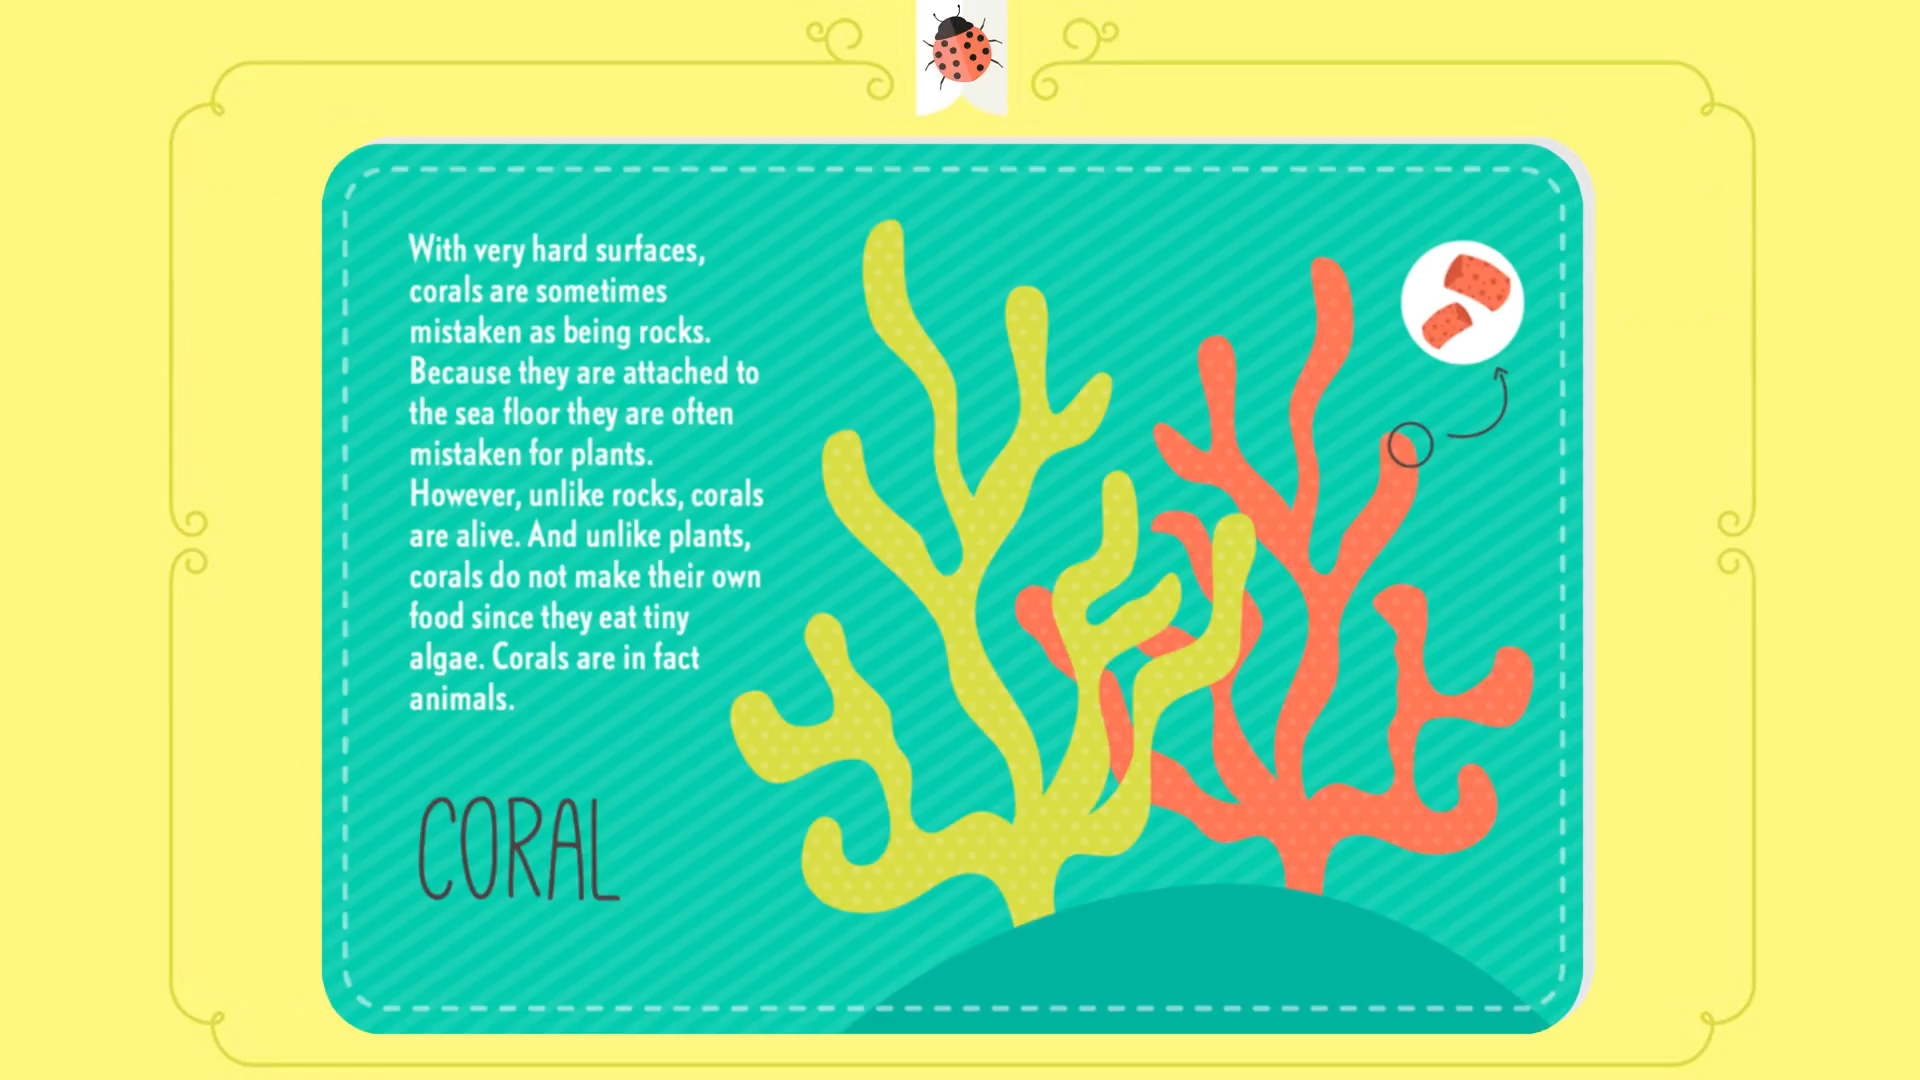 With very hard surfaces,
corals are sometimes
mistaken as being rocks.
Because they are attached to
the sea floor they are often
mistaken for plants.
However, unlike rocks, corals
are alive. And unlike plants,
corals do not make their own
food since they eat tiny
algae. Corals are in fact
animals.
CORAL